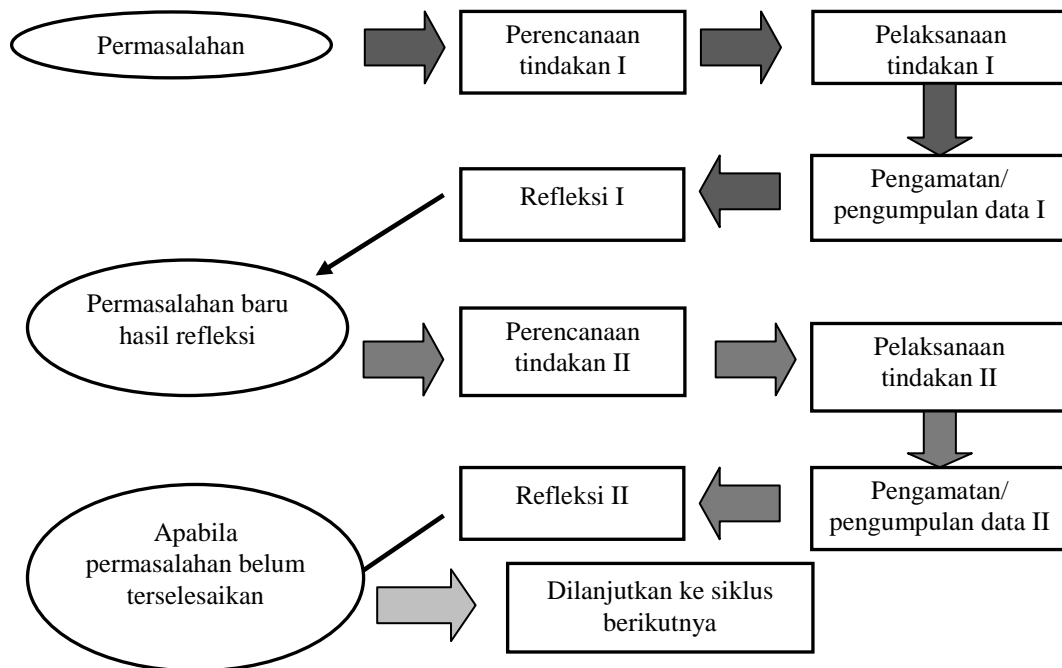 Permasalahan
Perencanaan
tindakan I
Pelaksanaan
tindakan I
Refleksi I
Pengamatan/
pengumpulan data I
Permasalahan baru
hasil refleksi
Perencanaan
tindakan II
Pelaksanaan
tindakan II
Refleksi II
Pengamatan/
pengumpulan data II
Apabila
permasalahan belum
terselesaikan
Dilanjutkan ke siklus
berikutnya